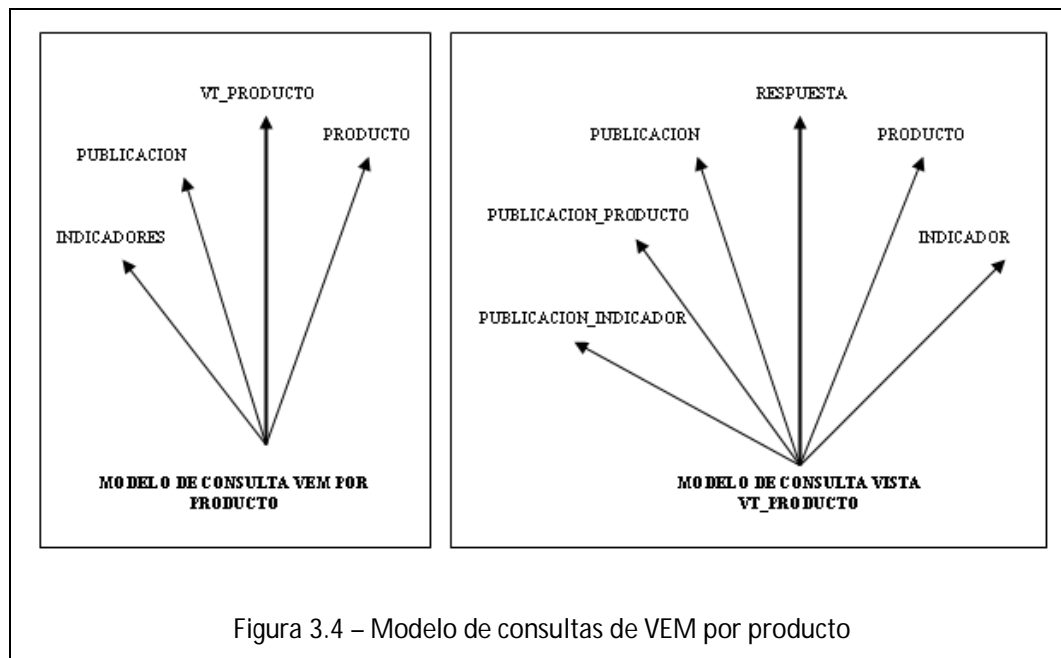 VT_PRODUCTO
PRODUCTO
PUBLICACION
INDICADORES
MODELO DE CONSULTA VEM POR
PRODUCTO
RESPUESTA
PUBLICACION
PRODUCTO
PUBLICACION_PRODUCTO
INDICADOR
PUBLICACION_INDICADOR
MODELO DE CONSULTA VISTA
VT_PRODUCTO
Figura 3.4 – Modelo de consultas de VEM por producto